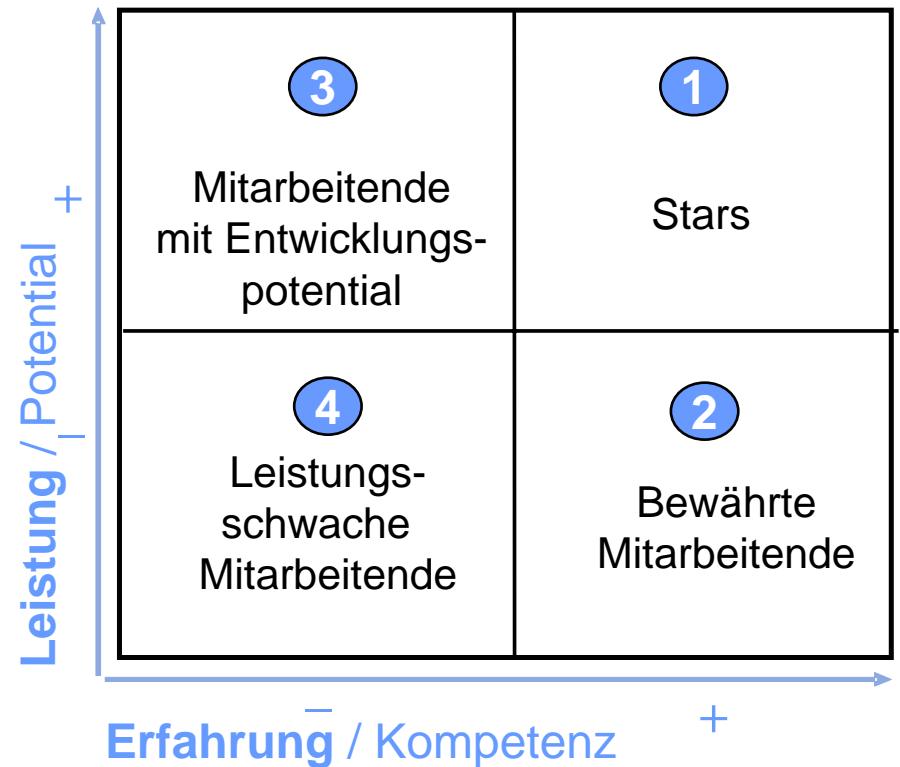 3
Mitarbeitende
mit Entwicklungs-
potential
1
Stars
4
Leistungs-
schwache
Mitarbeitende
2
Bewährte
Mitarbeitende
Leistung / Potential
+
–
Erfahrung / Kompetenz
–
+